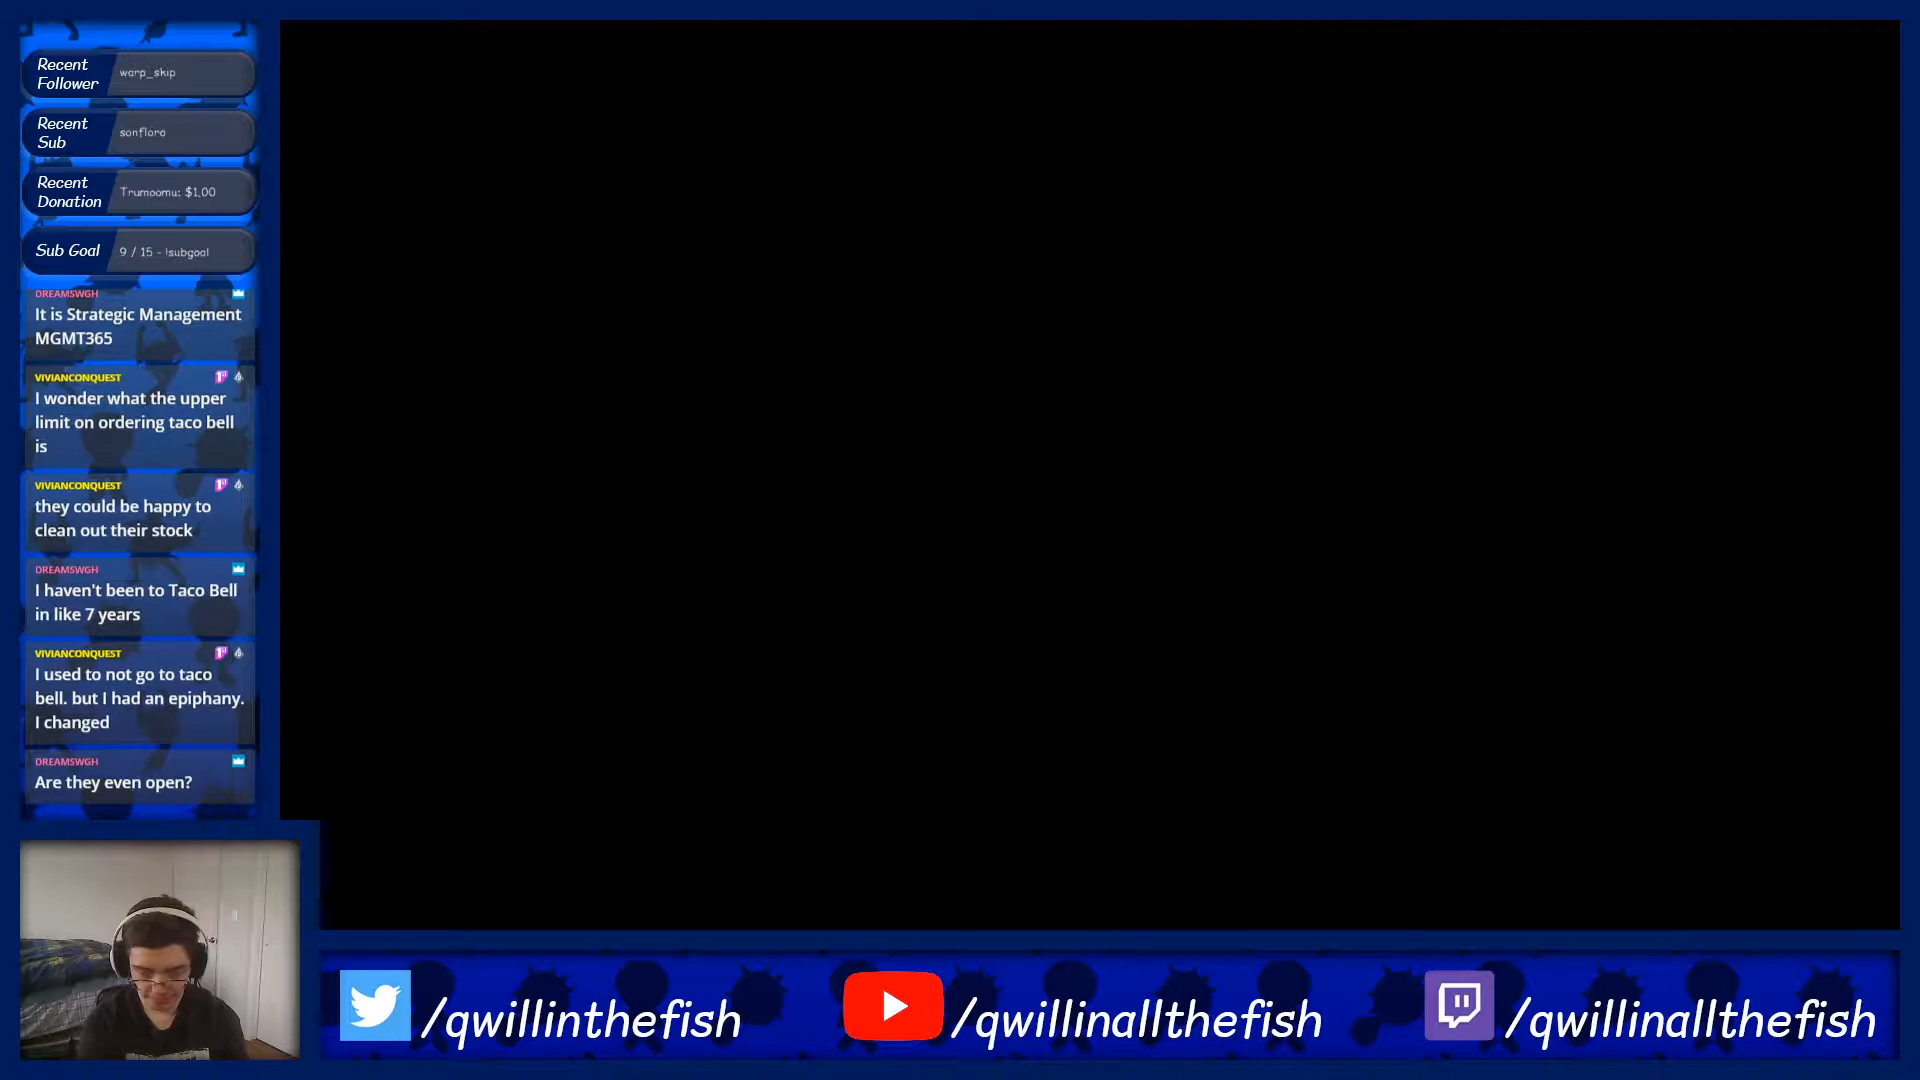 Recent
Follower
warp_skip
Recent
Sub
sonfloro
Recent
Donation
Trumoomu: $1.00
Sub Goal
9 / 15 - !subgoal
DREAMSWGH
It is Strategic Management
MGMT365
VIVIANCONQUEST
I wonder what the upper
limit on ordering taco bell
is
VIVIANCONQUEST
they could be happy to
clean out their stock
DREAMSWGH
I haven't been to Taco Bell
in like 7 years
VIVIANCONQUEST
I used to not go to taco
bell. but I had an epiphany.
I changed
DREAMSWGH
Are they even open?
/qwillinthefish
/qwillinallthefish
/qwillinallthefish